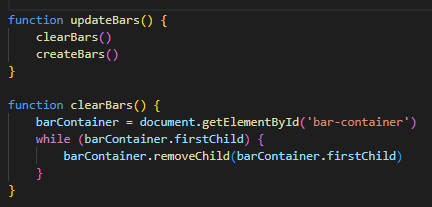 function updateBars() {
    clearBars()
    createBars()
}
function clearBars() {
    barContainer = document.getElementById('bar-container')
    while (barContainer.firstChild) {
        barContainer.removeChild(barContainer.firstChild)
    }
}